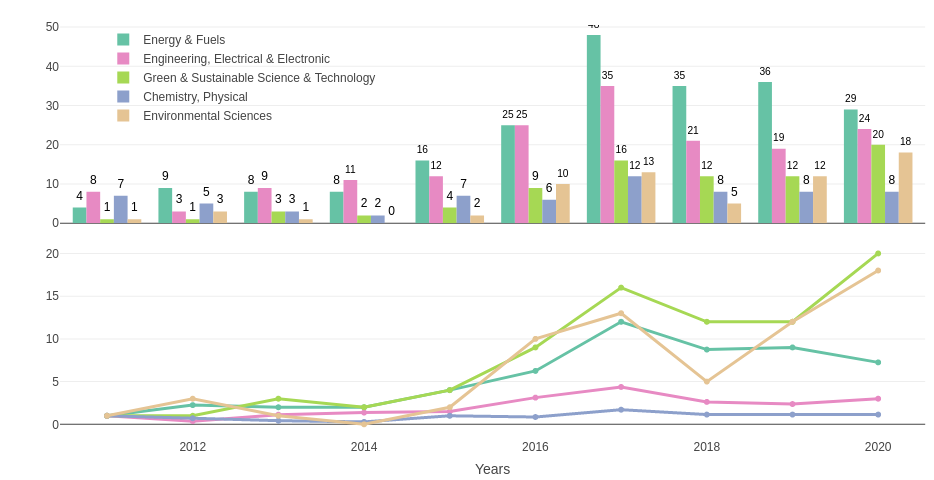 50
40
30
20
10
0
Energy & Fuels
Engineering, Electrical & Electronic
Green & Sustainable Science & Technology
Chemistry, Physical
Environmental Sciences
4 8 1 7 1
9 3 1 5 3
8 9 3 3 1
8 11 2 2 0
16 12 4 7 2
25 25 9 6 10
48 35 16 12 13
35 21 12 8 5
36 19 12 8 12
29 24 20 8 18
20
15
10
5
0
2012 2014 2016 2018 2020
Years